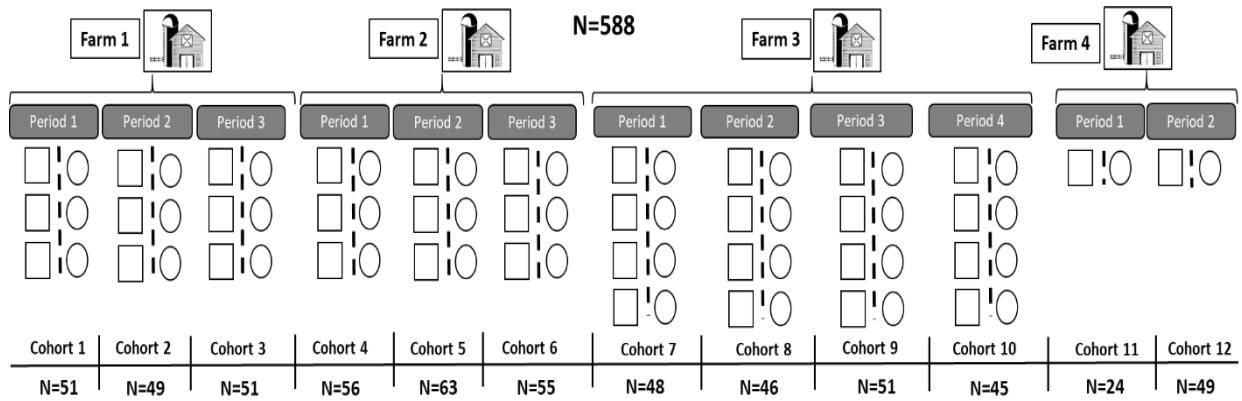 N=588
Farm 1 Farm 2 Farm 3 Farm 4
Period 1 Period 2 Period 3 Period 1 Period 2 Period 3 Period 1 Period 2 Period 3 Period 4 Period 1 Period 2
Cohort 1 Cohort 2 Cohort 3 Cohort 4 Cohort 5 Cohort 6 Cohort 7 Cohort 8 Cohort 9 Cohort 10 Cohort 11 Cohort 12
N=51 N=49 N=51 N=56 N=63 N=55 N=48 N=46 N=51 N=45 N=24 N=49